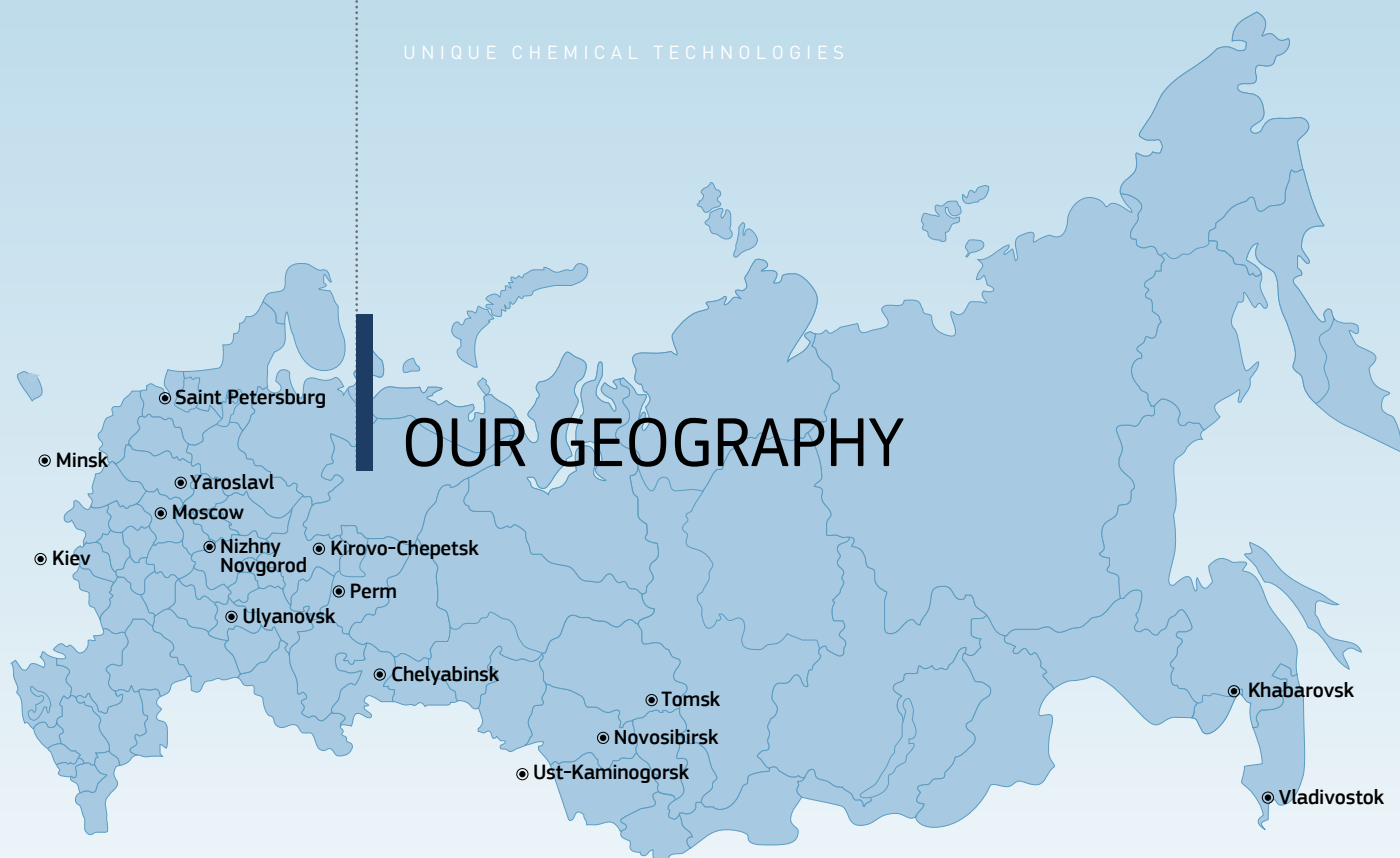 UNIQUE CHEMICAL TECHNOLOGIES
OUR GEOGRAPHY
Saint Petersburg
Minsk
Yaroslavl
Moscow
Nizhny
Novgorod
Kirovo-Chepetsk
Kiev
Perm
Ulyanovsk
Chelyabinsk
Tomsk
Khabarovsk
Novosibirsk
Ust-Kaminogorsk
Vladivostok